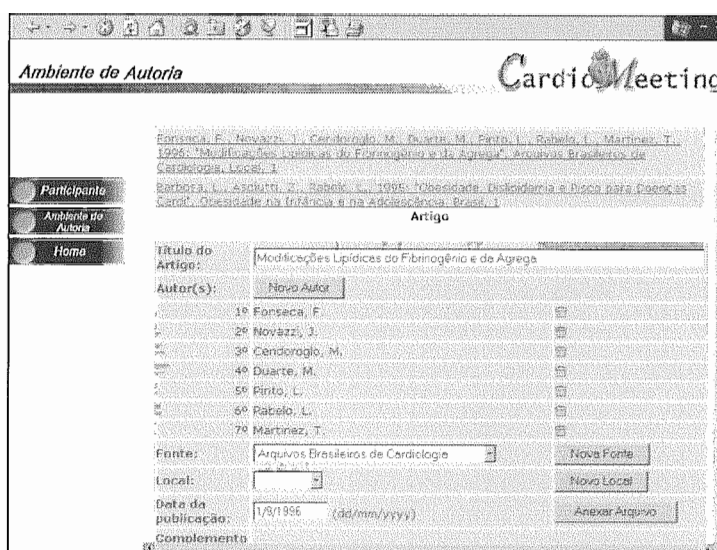 Ambiente de Autoria
CardioMeeting
Fonseca, F., Novazzi, J., Cendoroglo, M., Duarte, M., Pinto, L., Rabelo, L., Martinez, T.,
1996: "Modificações Lipídicas do Fibrinogênio e da Agrega", Arquivos Brasileiros de
Cardiologia, Local, 1
Barbosa, L., Asciutti, Z., Rabelo, L., 1995: "Obesidade, Dislipidemia e Risco para Doenças
Cardi", Obesidade na Infância e na Adolescência, Brasil, 1
Artigo
Participante
Ambiente de
Autoria
Home
Título do
Artigo:
Modificações Lipídicas do Fibrinogênio e da Agrega
Autor(s):
Novo Autor
1º Fonseca, F.
2º Novazzi, J.
3º Cendoroglo, M.
4º Duarte, M.
5º Pinto, L.
6º Rabelo, L.
7º Martinez, T.
Fonte:
Arquivos Brasileiros de Cardiologia
Nova Fonte
Local:
Novo Local
Data da
publicação:
1/9/1996
(dd/mm/yyyy)
Anexar Arquivo
Complemento